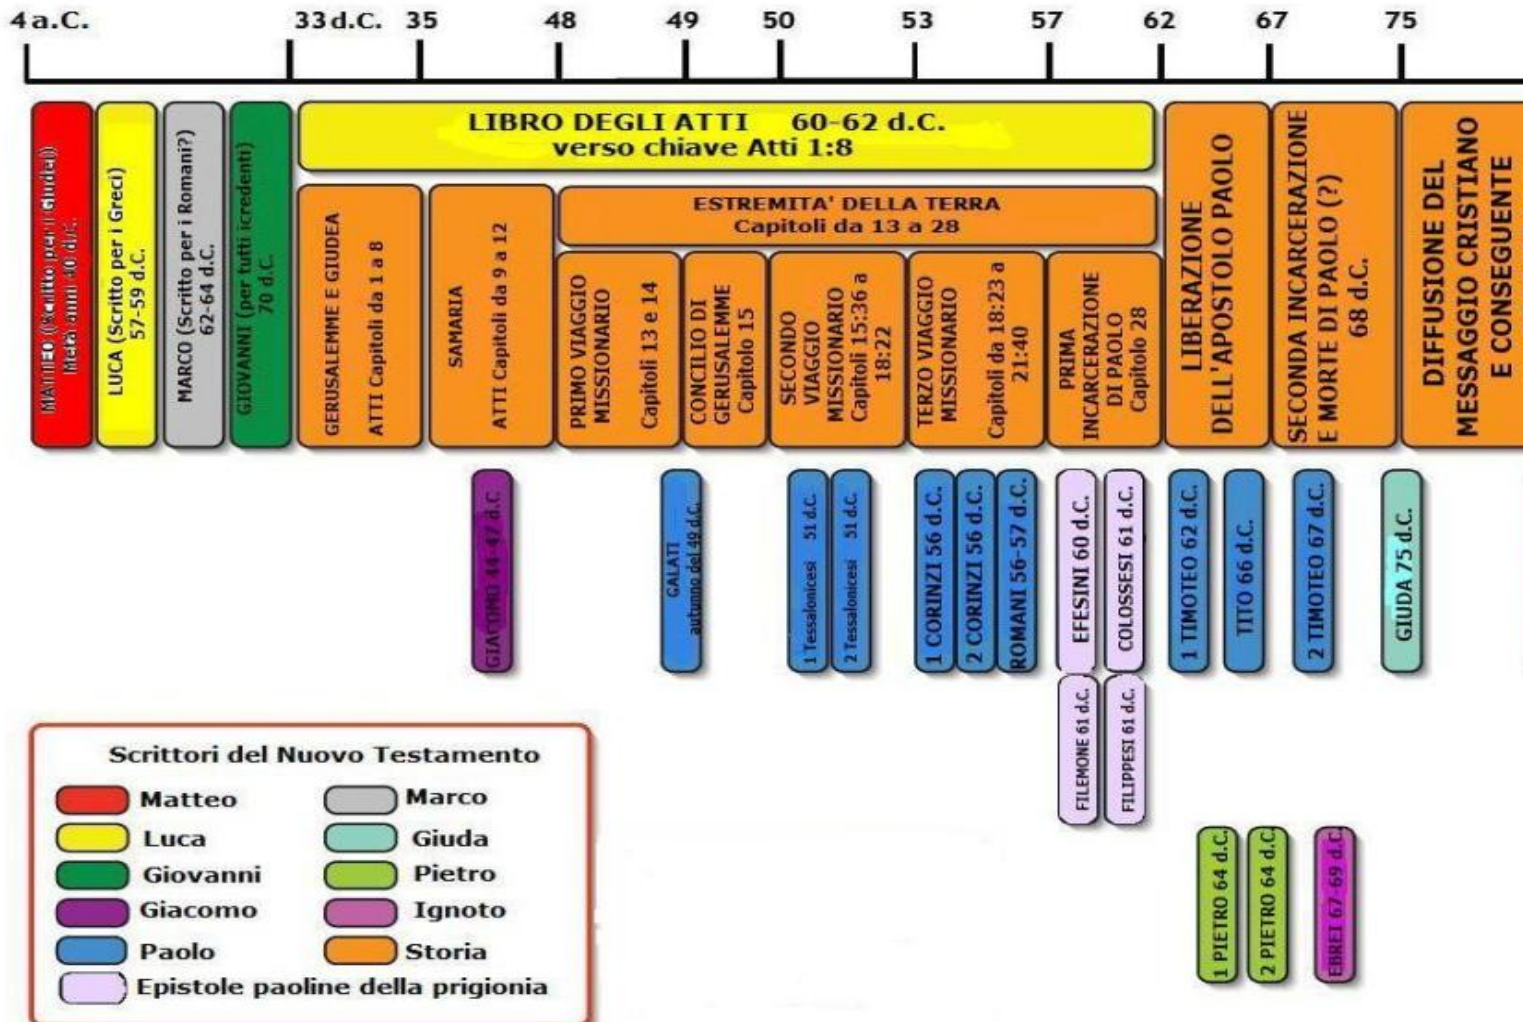 4 a.C.
33 d.C.
35
48
49
50
53
57
62
67
75
MATTEO ((Scritto per i Giudei))
Metà anni 40 d.C.
LUCA (Scritto per i Greci)
57-59 d.C.
MARCO (Scritto per i Romani?)
62-64 d.C.
GIOVANNI (per tutti icredenti)
70 d.C.
LIBRO DEGLI ATTI 60-62 d.C.
verso chiave Atti 1:8
GERUSALEMME E GIUDEA
ATTI Capitoli da 1 a 8
SAMARIA
ATTI Capitoli da 9 a 12
ESTREMITA' DELLA TERRA
Capitoli da 13 a 28
PRIMO VIAGGIO
MISSIONARIO
Capitoli 13 e 14
CONCILIO DI
GERUSALEMME
Capitolo 15
SECONDO
VIAGGIO
MISSIONARIO
Capitoli 15:36 a
18:22
TERZO VIAGGIO
MISSIONARIO
Capitoli da 18:23 a
21:40
PRIMA
INCARCERAZIONE
DI PAOLO
Capitolo 28
LIBERAZIONE
DELL'APOSTOLO PAOLO
SECONDA INCARCERAZIONE
E MORTE DI PAOLO (?)
68 d.C.
DIFFUSIONE DEL
MESSAGGIO CRISTIANO
E CONSEGUENTE
GIACOMO 44-47 d.C
GALATI
autunno del 49 d.C.
1 Tessalonicesi 51 d.C.
2 Tessalonicesi 51 d.C.
1 CORINZI 56 d.C.
2 CORINZI 56 d.C.
ROMANI 56-57 d.C.
EFESINI 60 d.C.
COLOSSESI 61 d.C.
1 TIMOTEO 62 d.C.
TITO 66 d.C.
2 TIMOTEO 67 d.C.
GIUDA 75 d.C.
FILEMONE 61 d.C.
FILIPPESI 61 d.C.
1 PIETRO 64 d.C.
2 PIETRO 64 d.C.
EBREI 67-69 d.C
Scrittori del Nuovo Testamento
Matteo
Marco
Luca
Giuda
Giovanni
Pietro
Giacomo
Ignoto
Paolo
Storia
Epistole paoline della prigionia